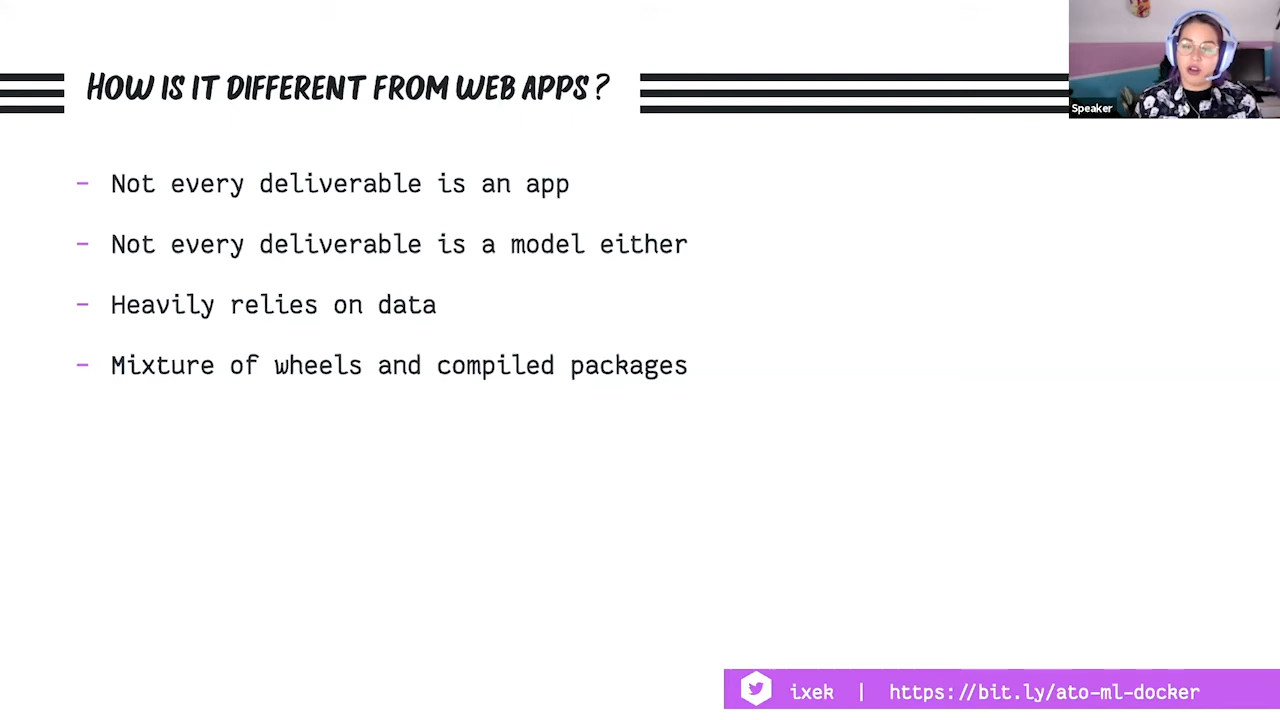 HOW IS IT DIFFERENT FROM WEB APPS?
Speaker
- Not every deliverable is an app
- Not every deliverable is a model either
- Heavily relies on data
- Mixture of wheels and compiled packages
ixek | https://bit.ly/ato-ml-docker